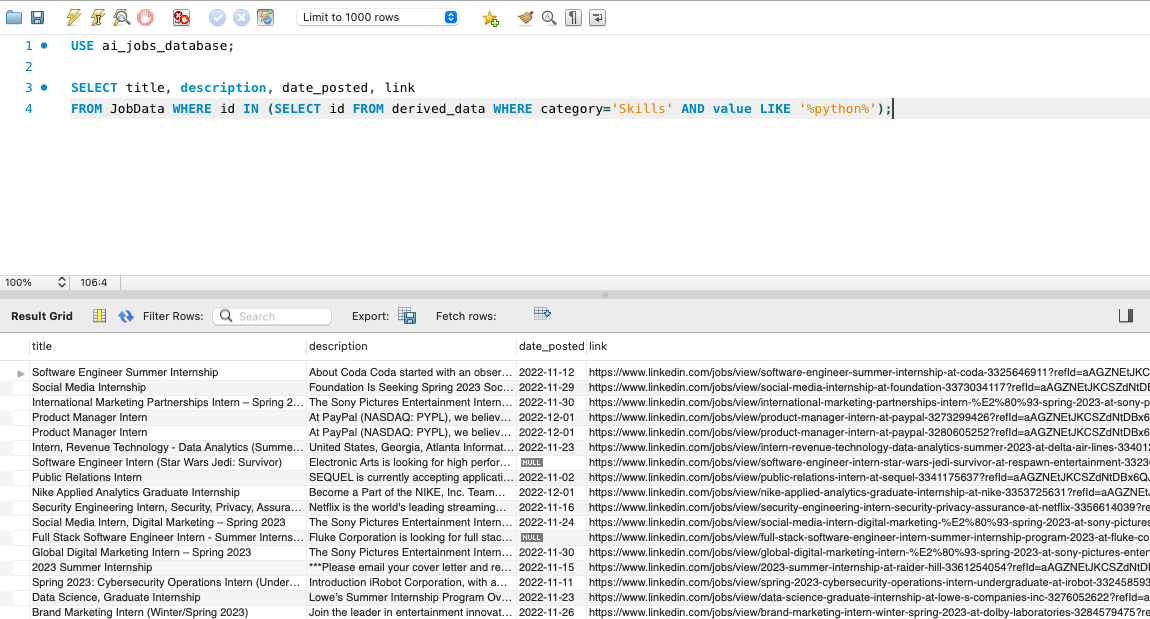 Limit to 1000 rows
1 USE ai_jobs_database;
2
3 SELECT title, description, date_posted, link
4 FROM JobData WHERE id IN (SELECT id FROM derived_data WHERE category='Skills' AND value LIKE '%python%');
100% 106:4
Result Grid Filter Rows: Search Export: Fetch rows:
title description date_posted link
Software Engineer Summer Internship About Coda Coda started with an obser... 2022-11-12 https://www.linkedin.com/jobs/view/software-engineer-summer-internship-at-coda-3325646911?refId=aAGZNEtJKC
Social Media Internship Foundation Is Seeking Spring 2023 Soc... 2022-11-29 https://www.linkedin.com/jobs/view/social-media-internship-at-foundation-3373034117?refId=aAGZNEtJKCSZdNtD
International Marketing Partnerships Intern – Spring 2... The Sony Pictures Entertainment Intern... 2022-11-30 https://www.linkedin.com/jobs/view/international-marketing-partnerships-intern-%E2%80%93-spring-2023-at-sony-p
Product Manager Intern At PayPal (NASDAQ: PYPL), we believ... 2022-12-01 https://www.linkedin.com/jobs/view/product-manager-intern-at-paypal-3273299426?refId=aAGZNEtJKCSZdNtDBx6
Product Manager Intern At PayPal (NASDAQ: PYPL), we believ... 2022-12-01 https://www.linkedin.com/jobs/view/product-manager-intern-at-paypal-3280605252?refId=aAGZNEtJKCSZdNtDBx6
Intern, Revenue Technology - Data Analytics (Summe... United States, Georgia, Atlanta Informat... 2022-11-23 https://www.linkedin.com/jobs/view/intern-revenue-technology-data-analytics-summer-2023-at-delta-air-lines-33401
Software Engineer Intern (Star Wars Jedi: Survivor) Electronic Arts is looking for high perfor... NULL https://www.linkedin.com/jobs/view/software-engineer-intern-star-wars-jedi-survivor-at-respawn-entertainment-3323
Public Relations Intern SEQUEL is currently accepting applicati... 2022-11-02 https://www.linkedin.com/jobs/view/public-relations-intern-at-sequel-3341175637?refId=aAGZNEtJKCSZdNtDBx6Q
Nike Applied Analytics Graduate Internship Become a Part of the NIKE, Inc. Team... 2022-12-01 https://www.linkedin.com/jobs/view/nike-applied-analytics-graduate-internship-at-nike-3353725631?refId=aAGZNEt
Security Engineering Intern, Security, Privacy, Assura... Netflix is the world's leading streaming... 2022-11-16 https://www.linkedin.com/jobs/view/security-engineering-intern-security-privacy-assurance-at-netflix-3356614039?re
Social Media Intern, Digital Marketing – Spring 2023 The Sony Pictures Entertainment Intern... 2022-11-24 https://www.linkedin.com/jobs/view/social-media-intern-digital-marketing-%E2%80%93-spring-2023-at-sony-pictures
Full Stack Software Engineer Intern - Summer Interns... Fluke Corporation is looking for full stac... NULL https://www.linkedin.com/jobs/view/full-stack-software-engineer-intern-summer-internship-program-2023-at-fluke-co
Global Digital Marketing Intern – Spring 2023 The Sony Pictures Entertainment Intern... 2022-11-30 https://www.linkedin.com/jobs/view/global-digital-marketing-intern-%E2%80%93-spring-2023-at-sony-pictures-enter
2023 Summer Internship ***Please email your cover letter and re... 2022-11-15 https://www.linkedin.com/jobs/view/2023-summer-internship-at-raider-hill-3361254054?refId=aAGZNEtJKCSZdNtD
Spring 2023: Cybersecurity Operations Intern (Under... Introduction iRobot Corporation, with a... 2022-11-11 https://www.linkedin.com/jobs/view/spring-2023-cybersecurity-operations-intern-undergraduate-at-irobot-332458593
Data Science, Graduate Internship Lowe's Summer Internship Program Ov... 2022-11-23 https://www.linkedin.com/jobs/view/data-science-graduate-internship-at-lowe-s-companies-inc-3276052622?refId=a
Brand Marketing Intern (Winter/Spring 2023) Join the leader in entertainment innovat... 2022-11-26 https://www.linkedin.com/jobs/view/brand-marketing-intern-winter-spring-2023-at-dolby-laboratories-3284579475?re